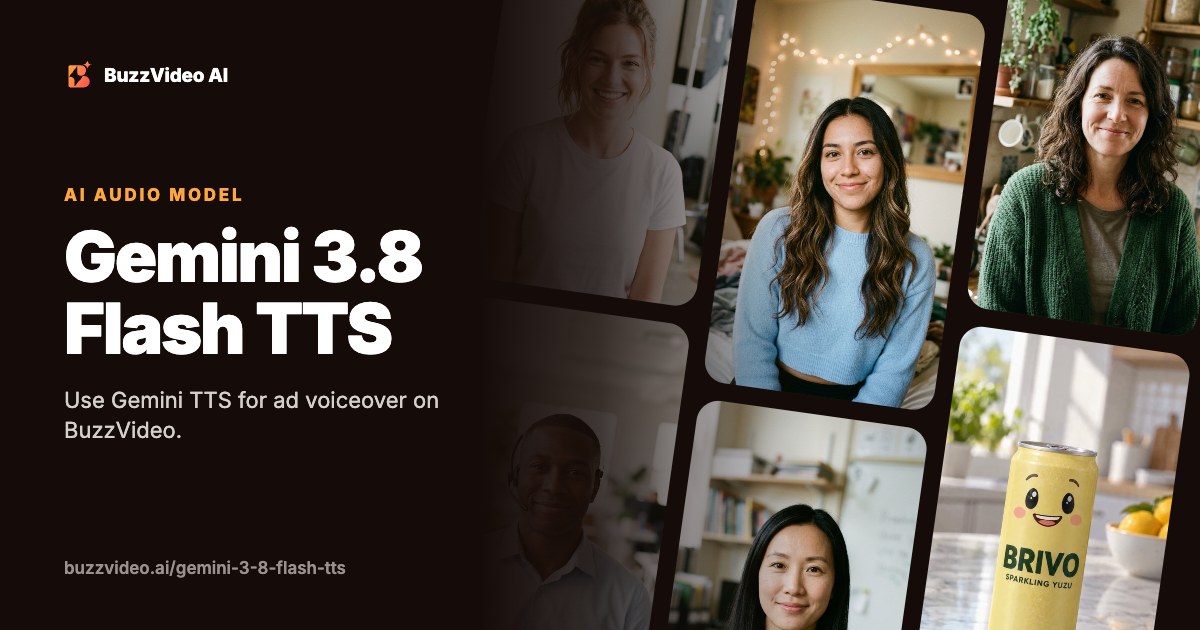 BuzzVideo AI
AI AUDIO MODEL
Gemini 3.8
Flash TTS
Use Gemini TTS for ad voiceover on
BuzzVideo.
buzzvideo.ai/gemini-3-8-flash-tts
BRIVO
SPARKLING YUZU